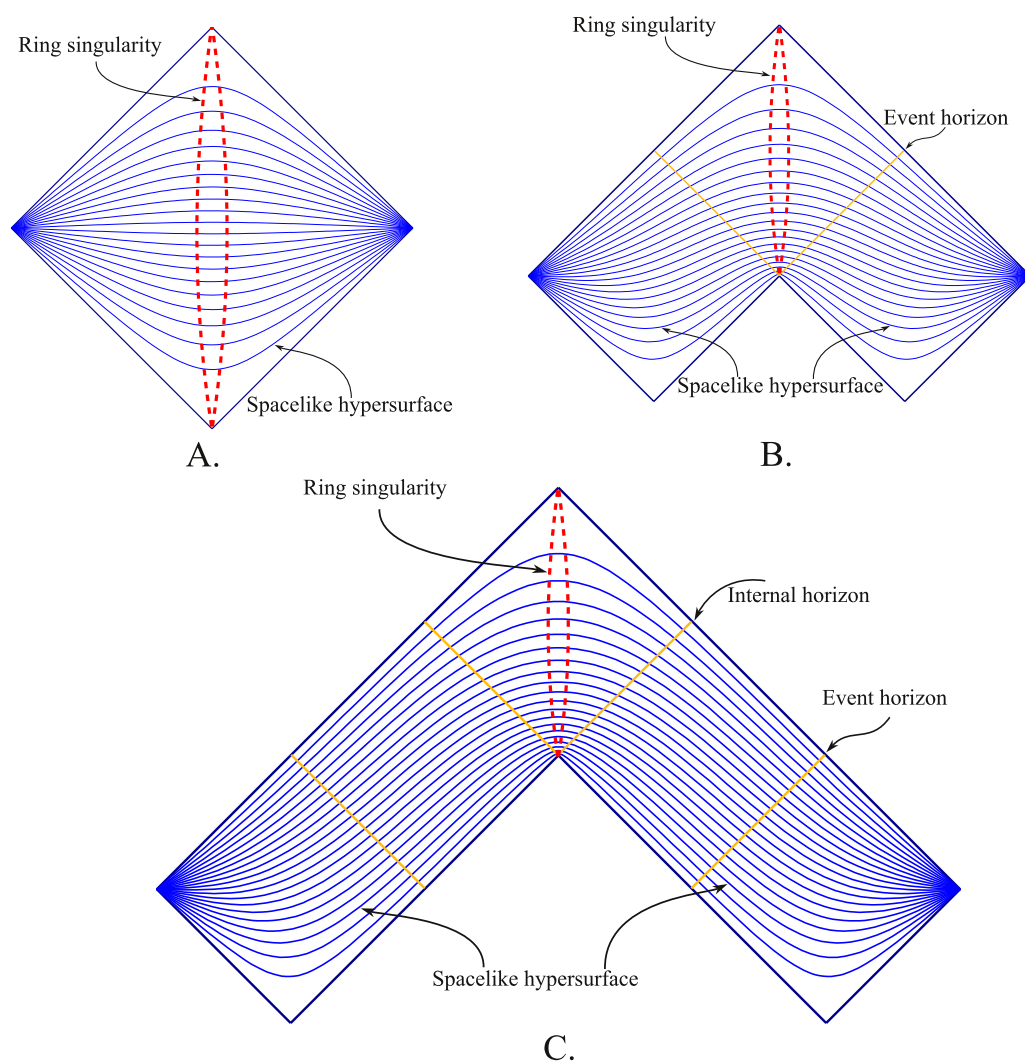 Ring singularity
Spacelike hypersurface
A.
Ring singularity
Event horizon
Spacelike hypersurface
B.
Ring singularity
Internal horizon
Event horizon
Spacelike hypersurface
C.